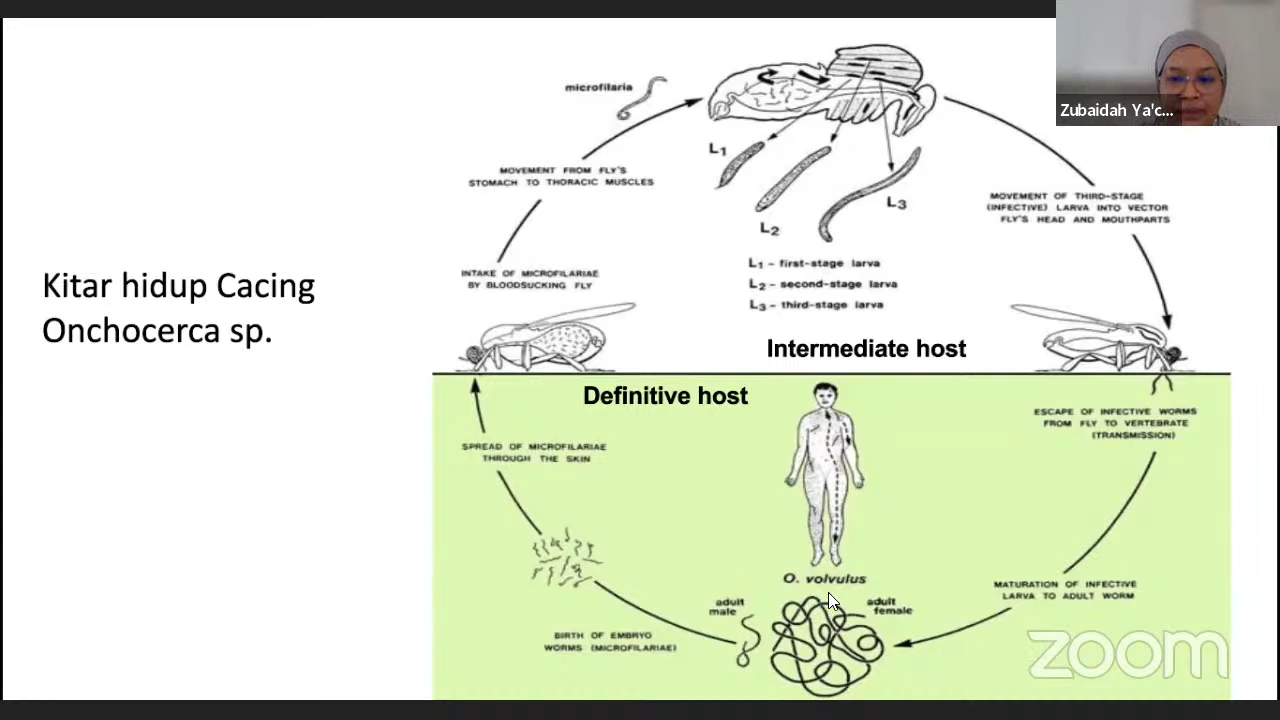 Zubaidah Ya'c...
microfilaria
L1
L2
L3
MOVEMENT FROM FLY'S
STOMACH TO THORACIC MUSCLES
MOVEMENT OF THIRD-STAGE
(INFECTIVE) LARVA INTO VECTOR
FLY'S HEAD AND MOUTHPARTS
INTAKE OF MICROFILARIAE
BY BLOODSUCKING FLY
L1 – first-stage larva
L2 – second-stage larva
L3 – third-stage larva
Kitar hidup Cacing
Onchocerca sp.
Intermediate host
Definitive host
ESCAPE OF INFECTIVE WORMS
FROM FLY TO VERTEBRATE
(TRANSMISSION)
SPREAD OF MICROFILARIAE
THROUGH THE SKIN
O. volvulus
MATURATION OF INFECTIVE
LARVA TO ADULT WORM
adult
male
adult
female
BIRTH OF EMBRYO
WORMS (MICROFILARIAE)
zoom